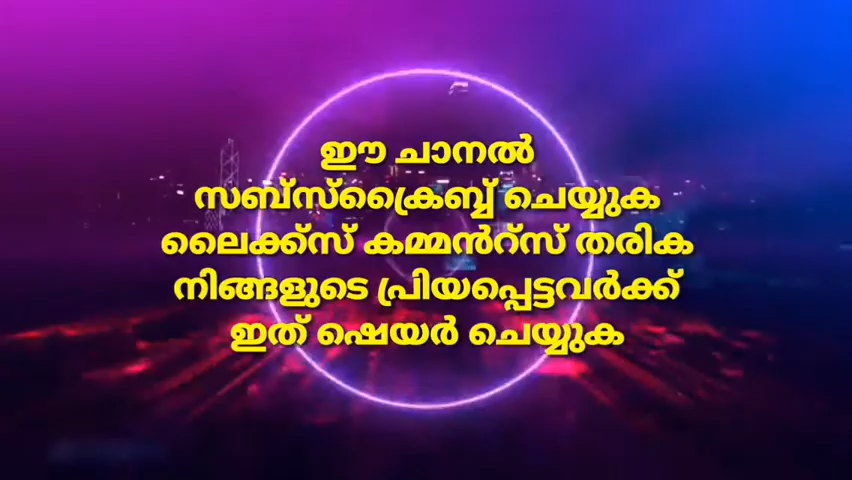 ഈ ചാനൽ
സബ്സ്ക്രൈബ്ബ് ചെയ്യുക
ലൈക്ക്സ് കമ്മൻറ്സ് തരിക
നിങ്ങളുടെ പ്രിയപ്പെട്ടവർക്ക്
ഇത് ഷെയർ ചെയ്യുക